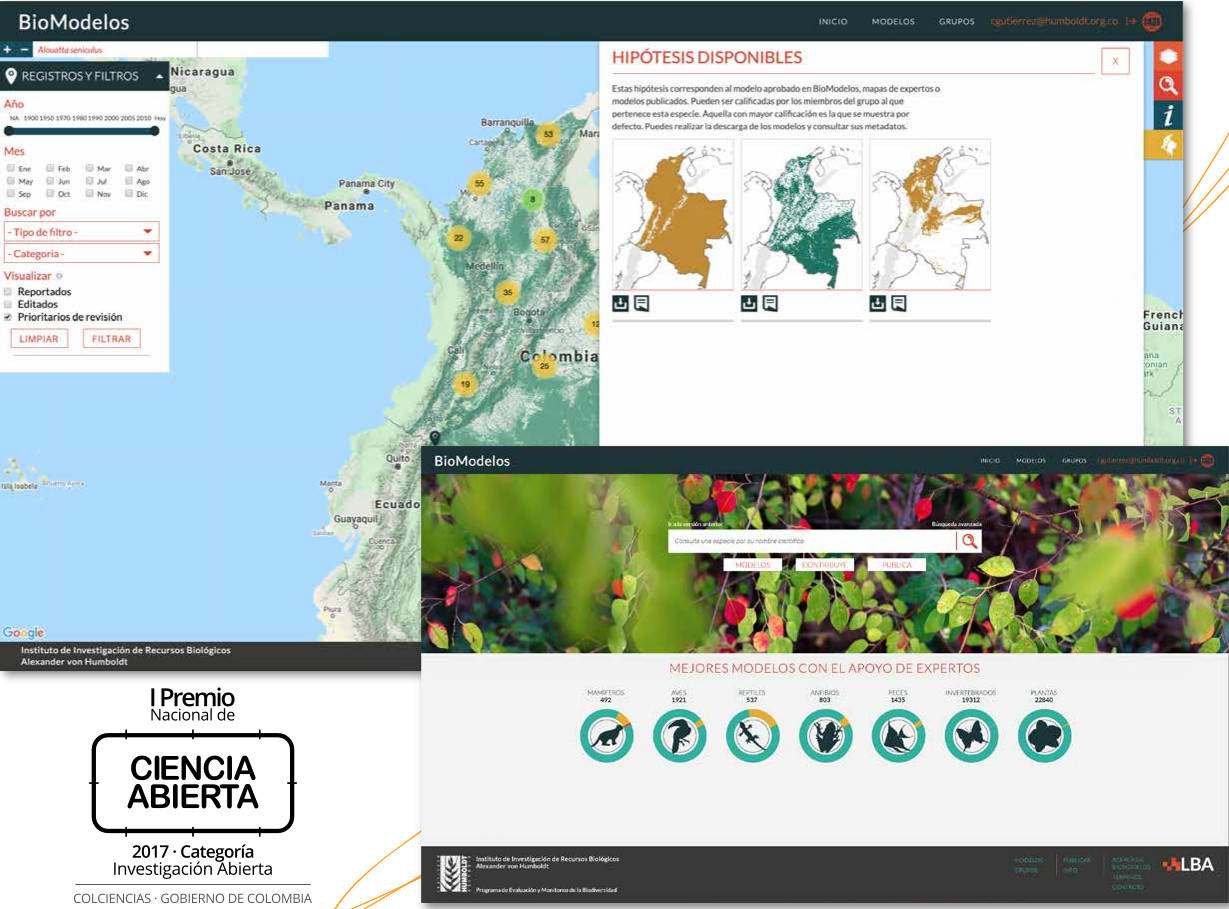 BioModelos
INICIO MODELOS GRUPOS cgutierrez@humboldt.org.co
+ - Alouatta seniculus
REGISTROS Y FILTROS
Año
NA 1900 1950 1970 1980 1990 2000 2005 2010 Hoy
Mes
Ene Feb Mar Abr
May Jun Jul Ago
Sep Oct Nov Dic
Buscar por
- Tipo de filtro -
- Categoria -
Visualizar
Reportados
Editados
Prioritarios de revisión
LIMPIAR FILTRAR
Nicaragua
Costa Rica
San José
Panama City
Panama
Barranquilla
53
55
8
22
57
Medellín
35
Bogota
12
Cali
Colombia
25
19
Quito
Isla Isabela
Manta
Ecuado
Guayaquil
Cuenca
Piura
Google
HIPÓTESIS DISPONIBLES
X
Estas hipótesis corresponden al modelo aprobado en BioModelos, mapas de expertos o
modelos publicados. Pueden ser calificadas por los miembros del grupo al que
pertenece esta especie. Aquella con mayor calificación es la que se muestra por
defecto. Puedes realizar la descarga de los modelos y consultar sus metadatos.
French
Guiana
Instituto de Investigación de Recursos Biológicos
Alexander von Humboldt
BioModelos
INICIO MODELOS GRUPOS cgutierrez@humboldt.org.co
Ir a la versión anterior Búsqueda avanzada
Consulta una especie por su nombre científico
MODELOS CONTRIBUYE PUBLICA
MEJORES MODELOS CON EL APOYO DE EXPERTOS
MAMÍFEROS AVES REPTILES ANFIBIOS PECES INVERTEBRADOS PLANTAS
492 1921 537 803 1435 19312 22840
HUMBOLDT
Instituto de Investigación de Recursos Biológicos
Alexander von Humboldt
Programa de Evaluación y Monitoreo de la Biodiversidad
MODELOS PUBLICAR
GRUPOS
CONTACTO
LBA
I Premio
Nacional de
CIENCIA
ABIERTA
2017 · Categoría
Investigación Abierta
COLCIENCIAS · GOBIERNO DE COLOMBIA